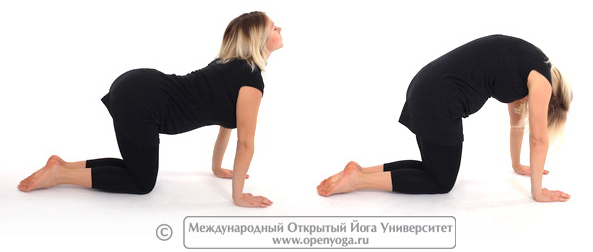 © Международный Открытый Йога Университет
www.openyoga.ru